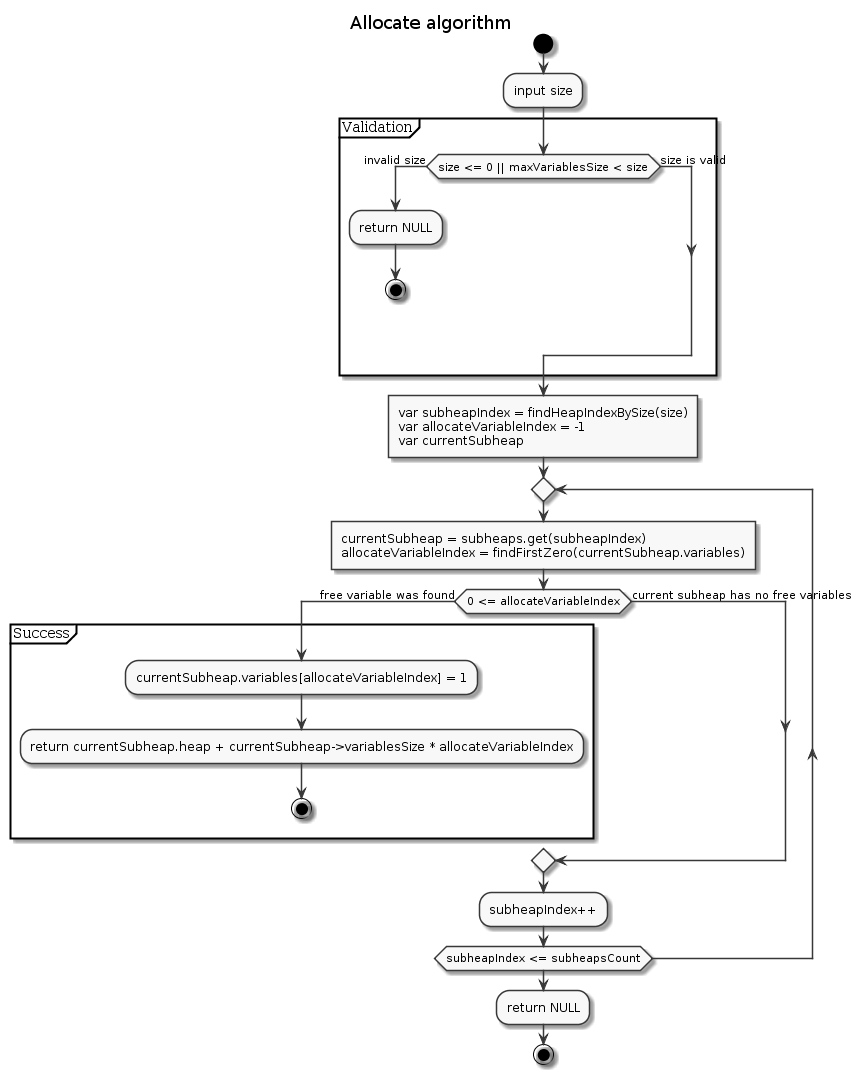 Allocate algorithm
input size
Validation
invalid size
size <= 0 || maxVariablesSize < size
size is valid
return NULL
var subheapIndex = findHeapIndexBySize(size)
var allocateVariableIndex = -1
var currentSubheap
currentSubheap = subheaps.get(subheapIndex)
allocateVariableIndex = findFirstZero(currentSubheap.variables)
free variable was found
0 <= allocateVariableIndex
current subheap has no free variables
Success
currentSubheap.variables[allocateVariableIndex] = 1
return currentSubheap.heap + currentSubheap->variablesSize * allocateVariableIndex
subheapIndex++
subheapIndex <= subheapsCount
return NULL